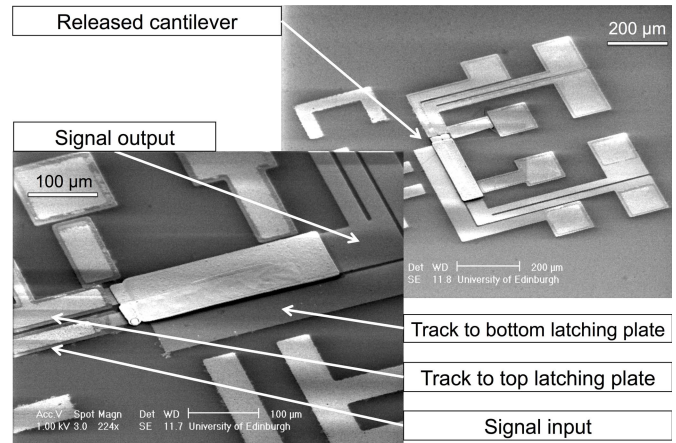 Released cantilever
200 µm
Signal output
100 µm
Det WD 200 µm
SE 11.8 University of Edinburgh
Track to bottom latching plate
Track to top latching plate
Signal input
Acc.V Spot Magn Det WD 100 µm
1.00 kV 3.0 224x SE 11.7 University of Edinburgh